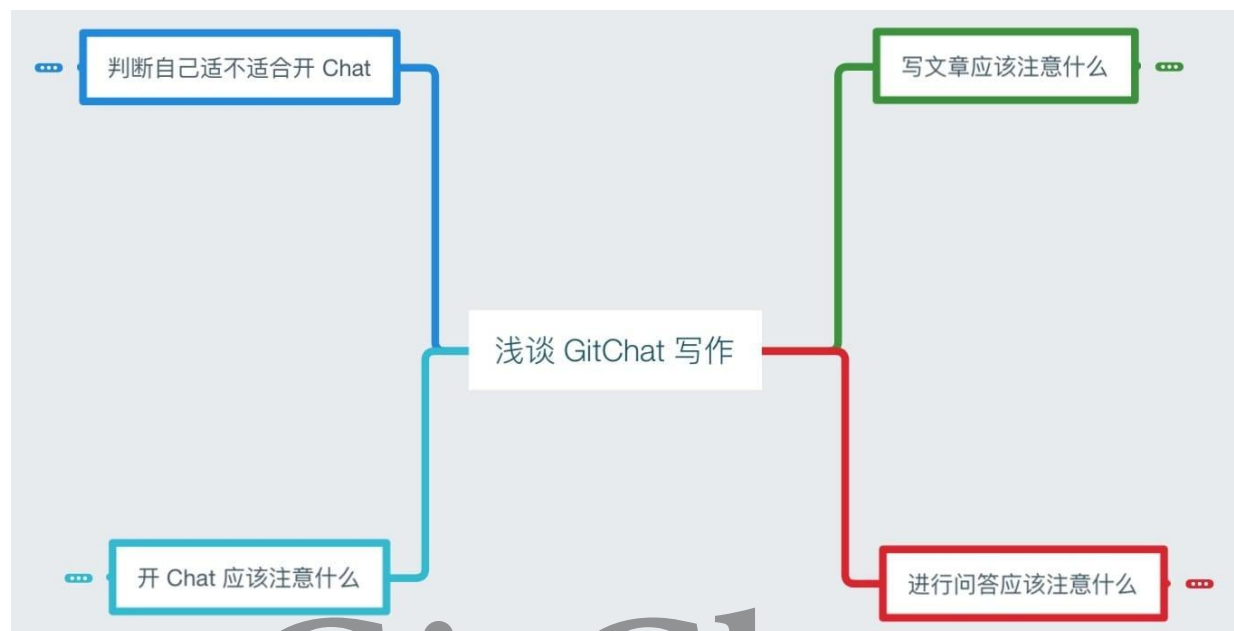 判断自己适不适合开 Chat
写文章应该注意什么
浅谈 GitChat 写作
开 Chat 应该注意什么
进行问答应该注意什么